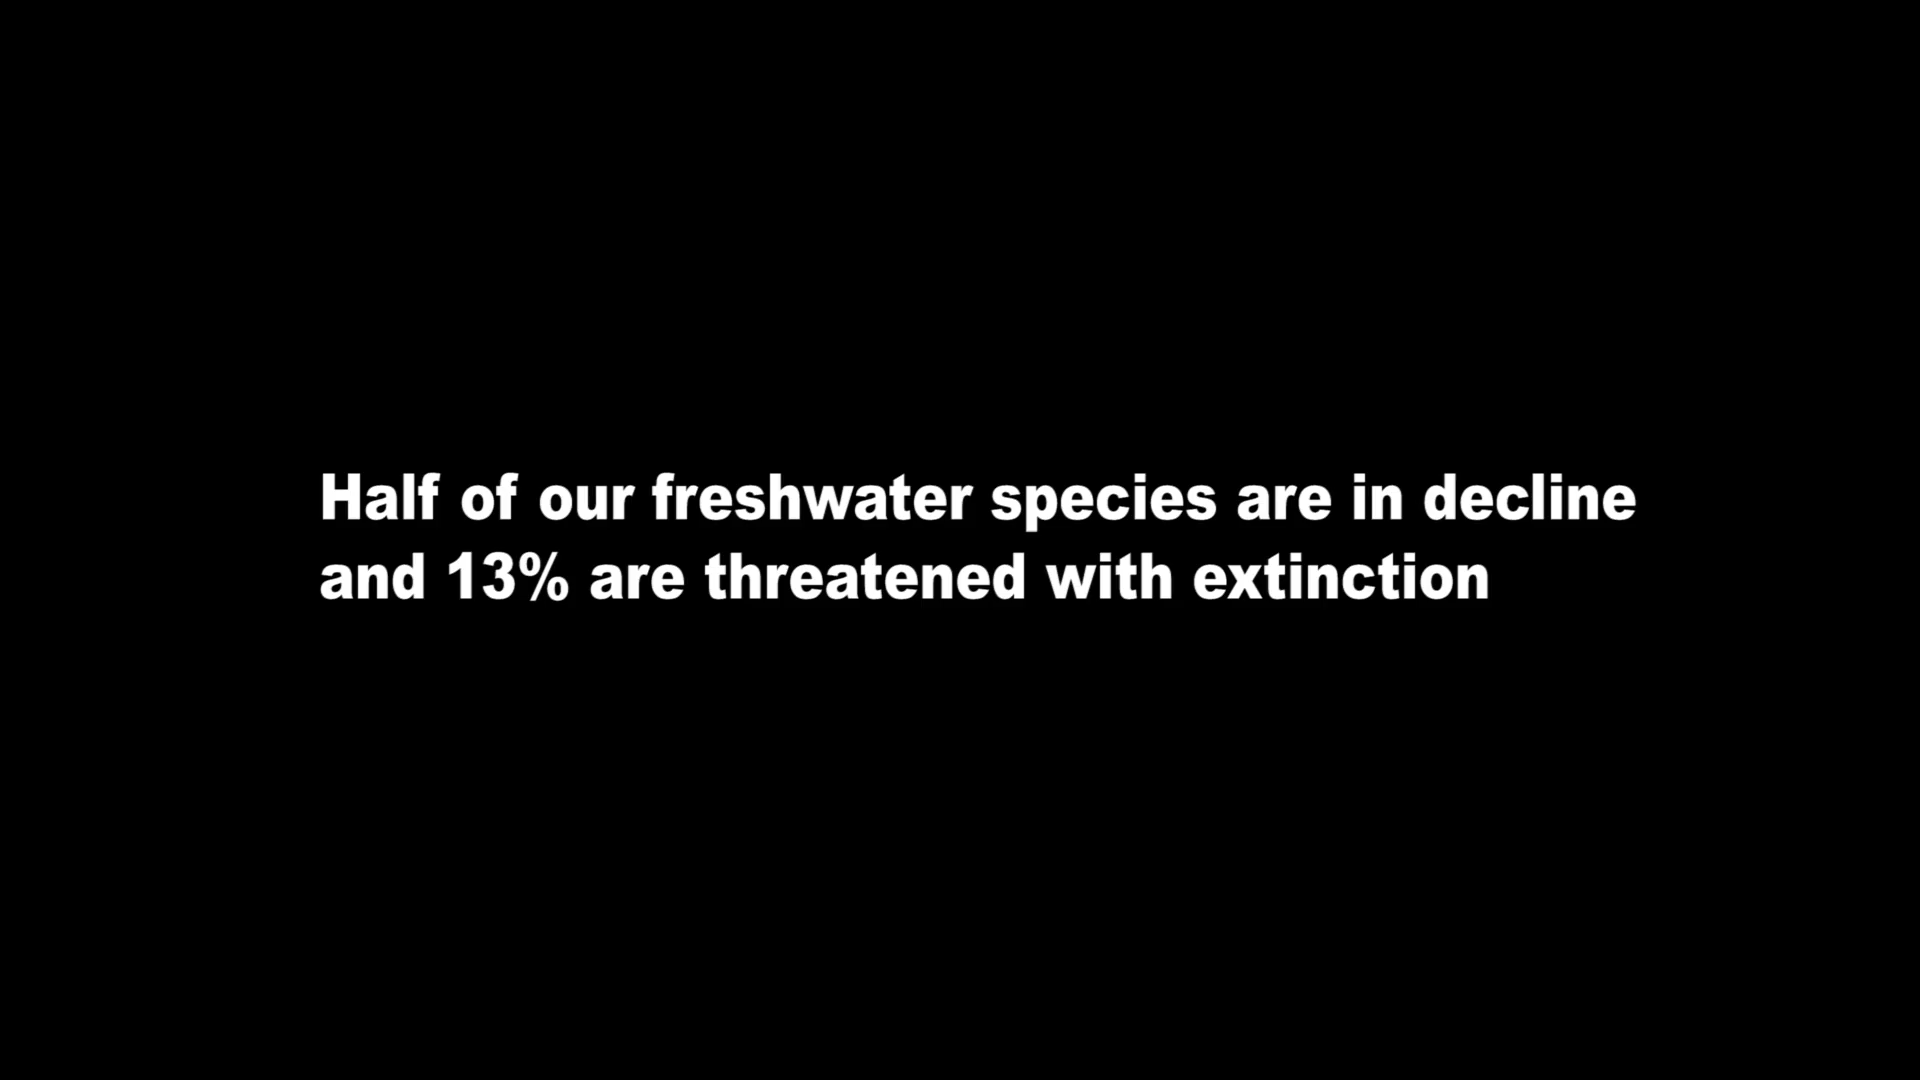 Half of our freshwater species are in decline
and 13% are threatened with extinction